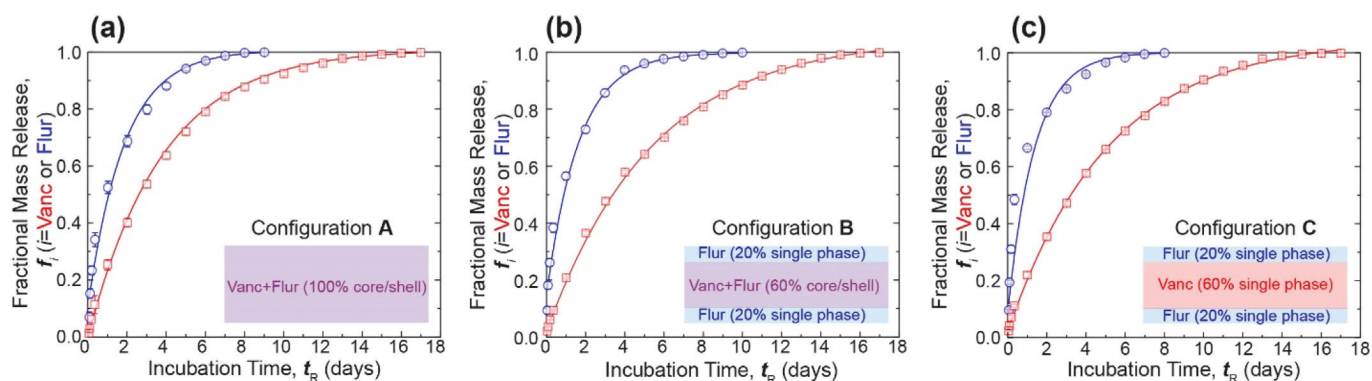 (a)
Fractional Mass Release,
f_i (i=Vanc or Flur)
1.0
0.8
0.6
0.4
0.2
0.0
Configuration A
Vanc+Flur (100% core/shell)
0 2 4 6 8 10 12 14 16 18
Incubation Time, t_R (days)
(b)
Fractional Mass Release,
f_i (i=Vanc or Flur)
1.0
0.8
0.6
0.4
0.2
0.0
Configuration B
Flur (20% single phase)
Vanc+Flur (60% core/shell)
Flur (20% single phase)
0 2 4 6 8 10 12 14 16 18
Incubation Time, t_R (days)
(c)
Fractional Mass Release,
f_i (i=Vanc or Flur)
1.0
0.8
0.6
0.4
0.2
0.0
Configuration C
Flur (20% single phase)
Vanc (60% single phase)
Flur (20% single phase)
0 2 4 6 8 10 12 14 16 18
Incubation Time, t_R (days)